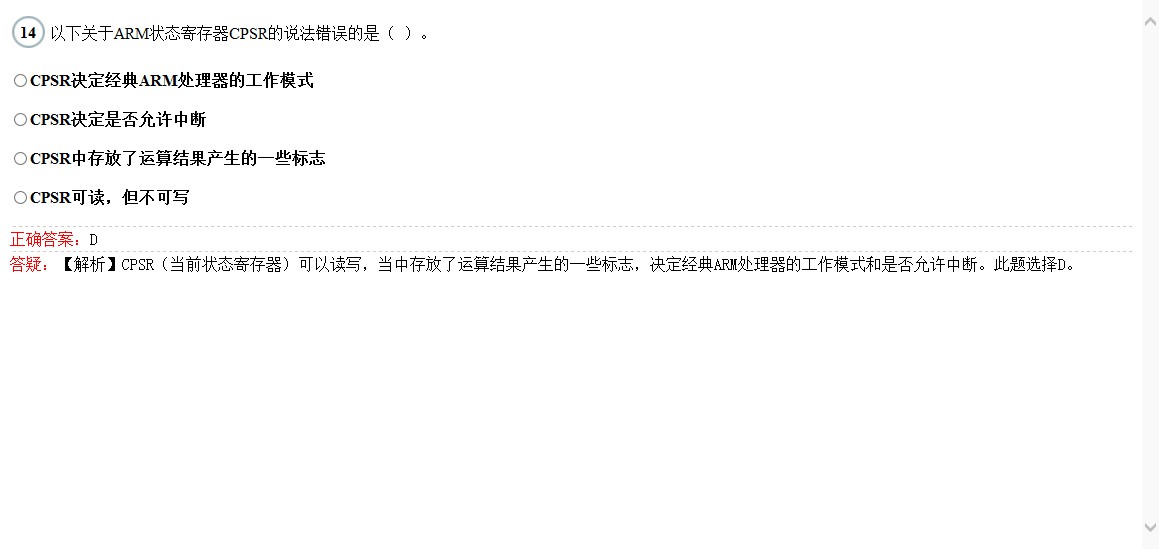 14 以下关于ARM状态寄存器CPSR的说法错误的是（ ）。
CPSR决定经典ARM处理器的工作模式
CPSR决定是否允许中断
CPSR中存放了运算结果产生的一些标志
CPSR可读，但不可写
正确答案：D
答疑：【解析】CPSR（当前状态寄存器）可以读写，当中存放了运算结果产生的一些标志，决定经典ARM处理器的工作模式和是否允许中断。此题选择D。